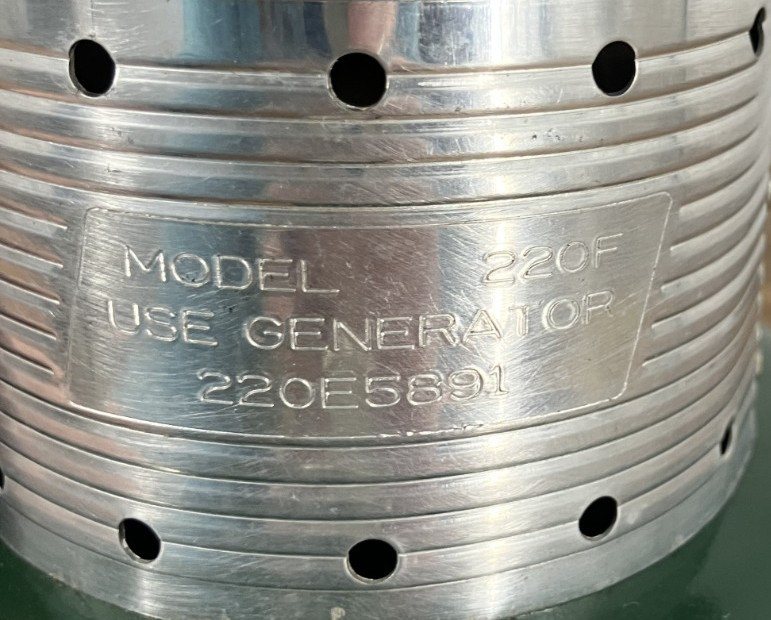 MODEL 220F
USE GENERATOR
220E5891